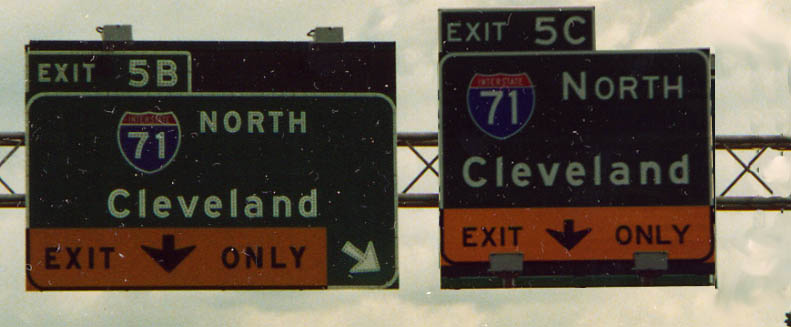 EXIT 5B
INTERSTATE
71
NORTH
Cleveland
EXIT ONLY
EXIT 5C
INTERSTATE
71
NORTH
Cleveland
EXIT ONLY